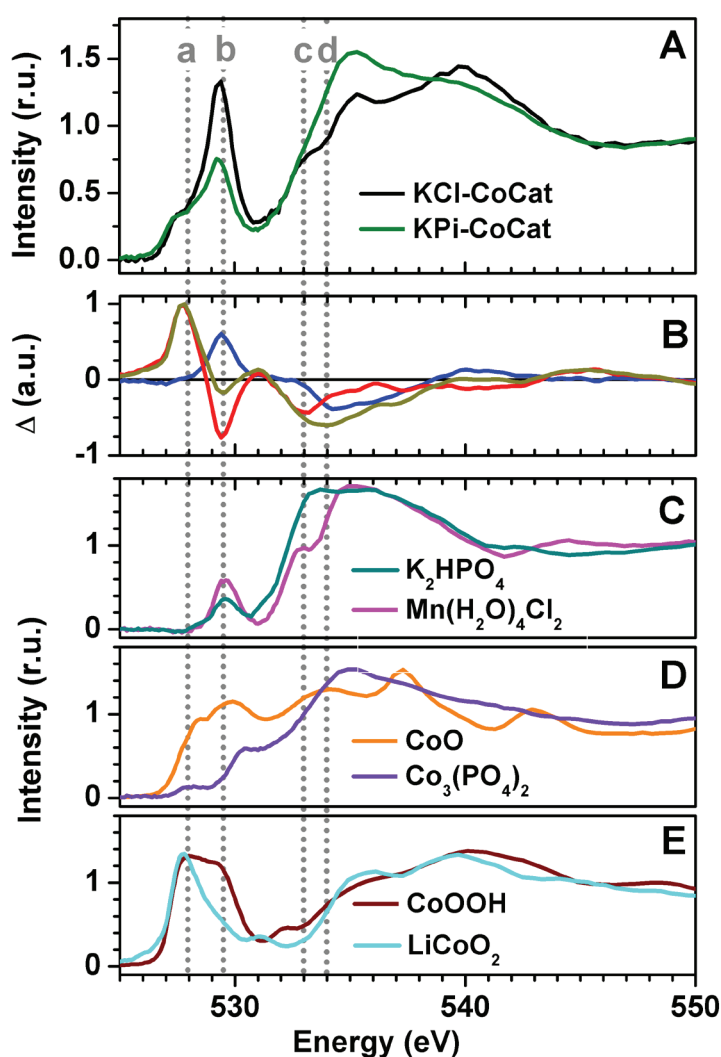 Intensity (r.u.)
1.5
1.0
0.5
0.0
a b c d A
KCl-CoCat
KPi-CoCat
Δ (a.u.)
1
0
-1
B
Intensity (r.u.)
1
0
C
K₂HPO₄
Mn(H₂O)₄Cl₂
1
0
D
CoO
Co₃(PO₄)₂
1
0
E
CoOOH
LiCoO₂
530 540 550
Energy (eV)